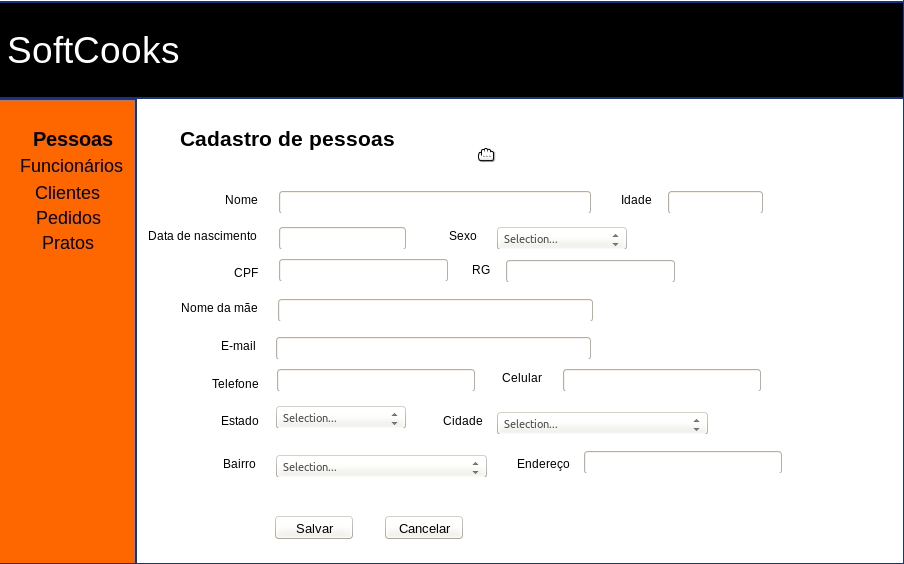 SoftCooks
Pessoas
Funcionários
Clientes
Pedidos
Pratos
Cadastro de pessoas
Nome Idade
Data de nascimento Sexo Selection...
CPF RG
Nome da mãe
E-mail
Telefone Celular
Estado Selection... Cidade Selection...
Bairro Selection... Endereço
Salvar Cancelar